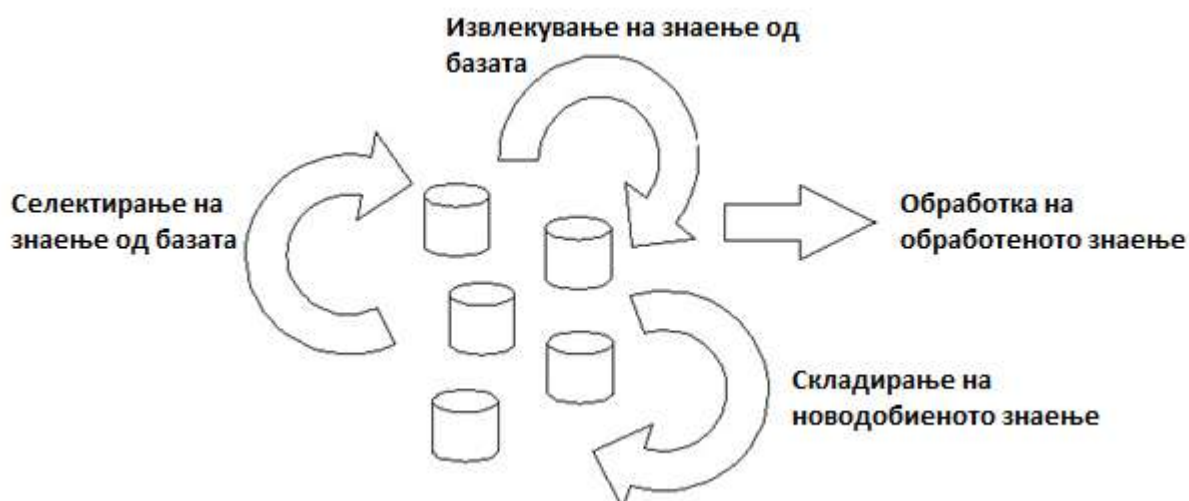 Извлекување на знаење од
базата
Селектирање на
знаење од базата
Обработка на
обработеното знаење
Складирање на
новодобиеното знаење